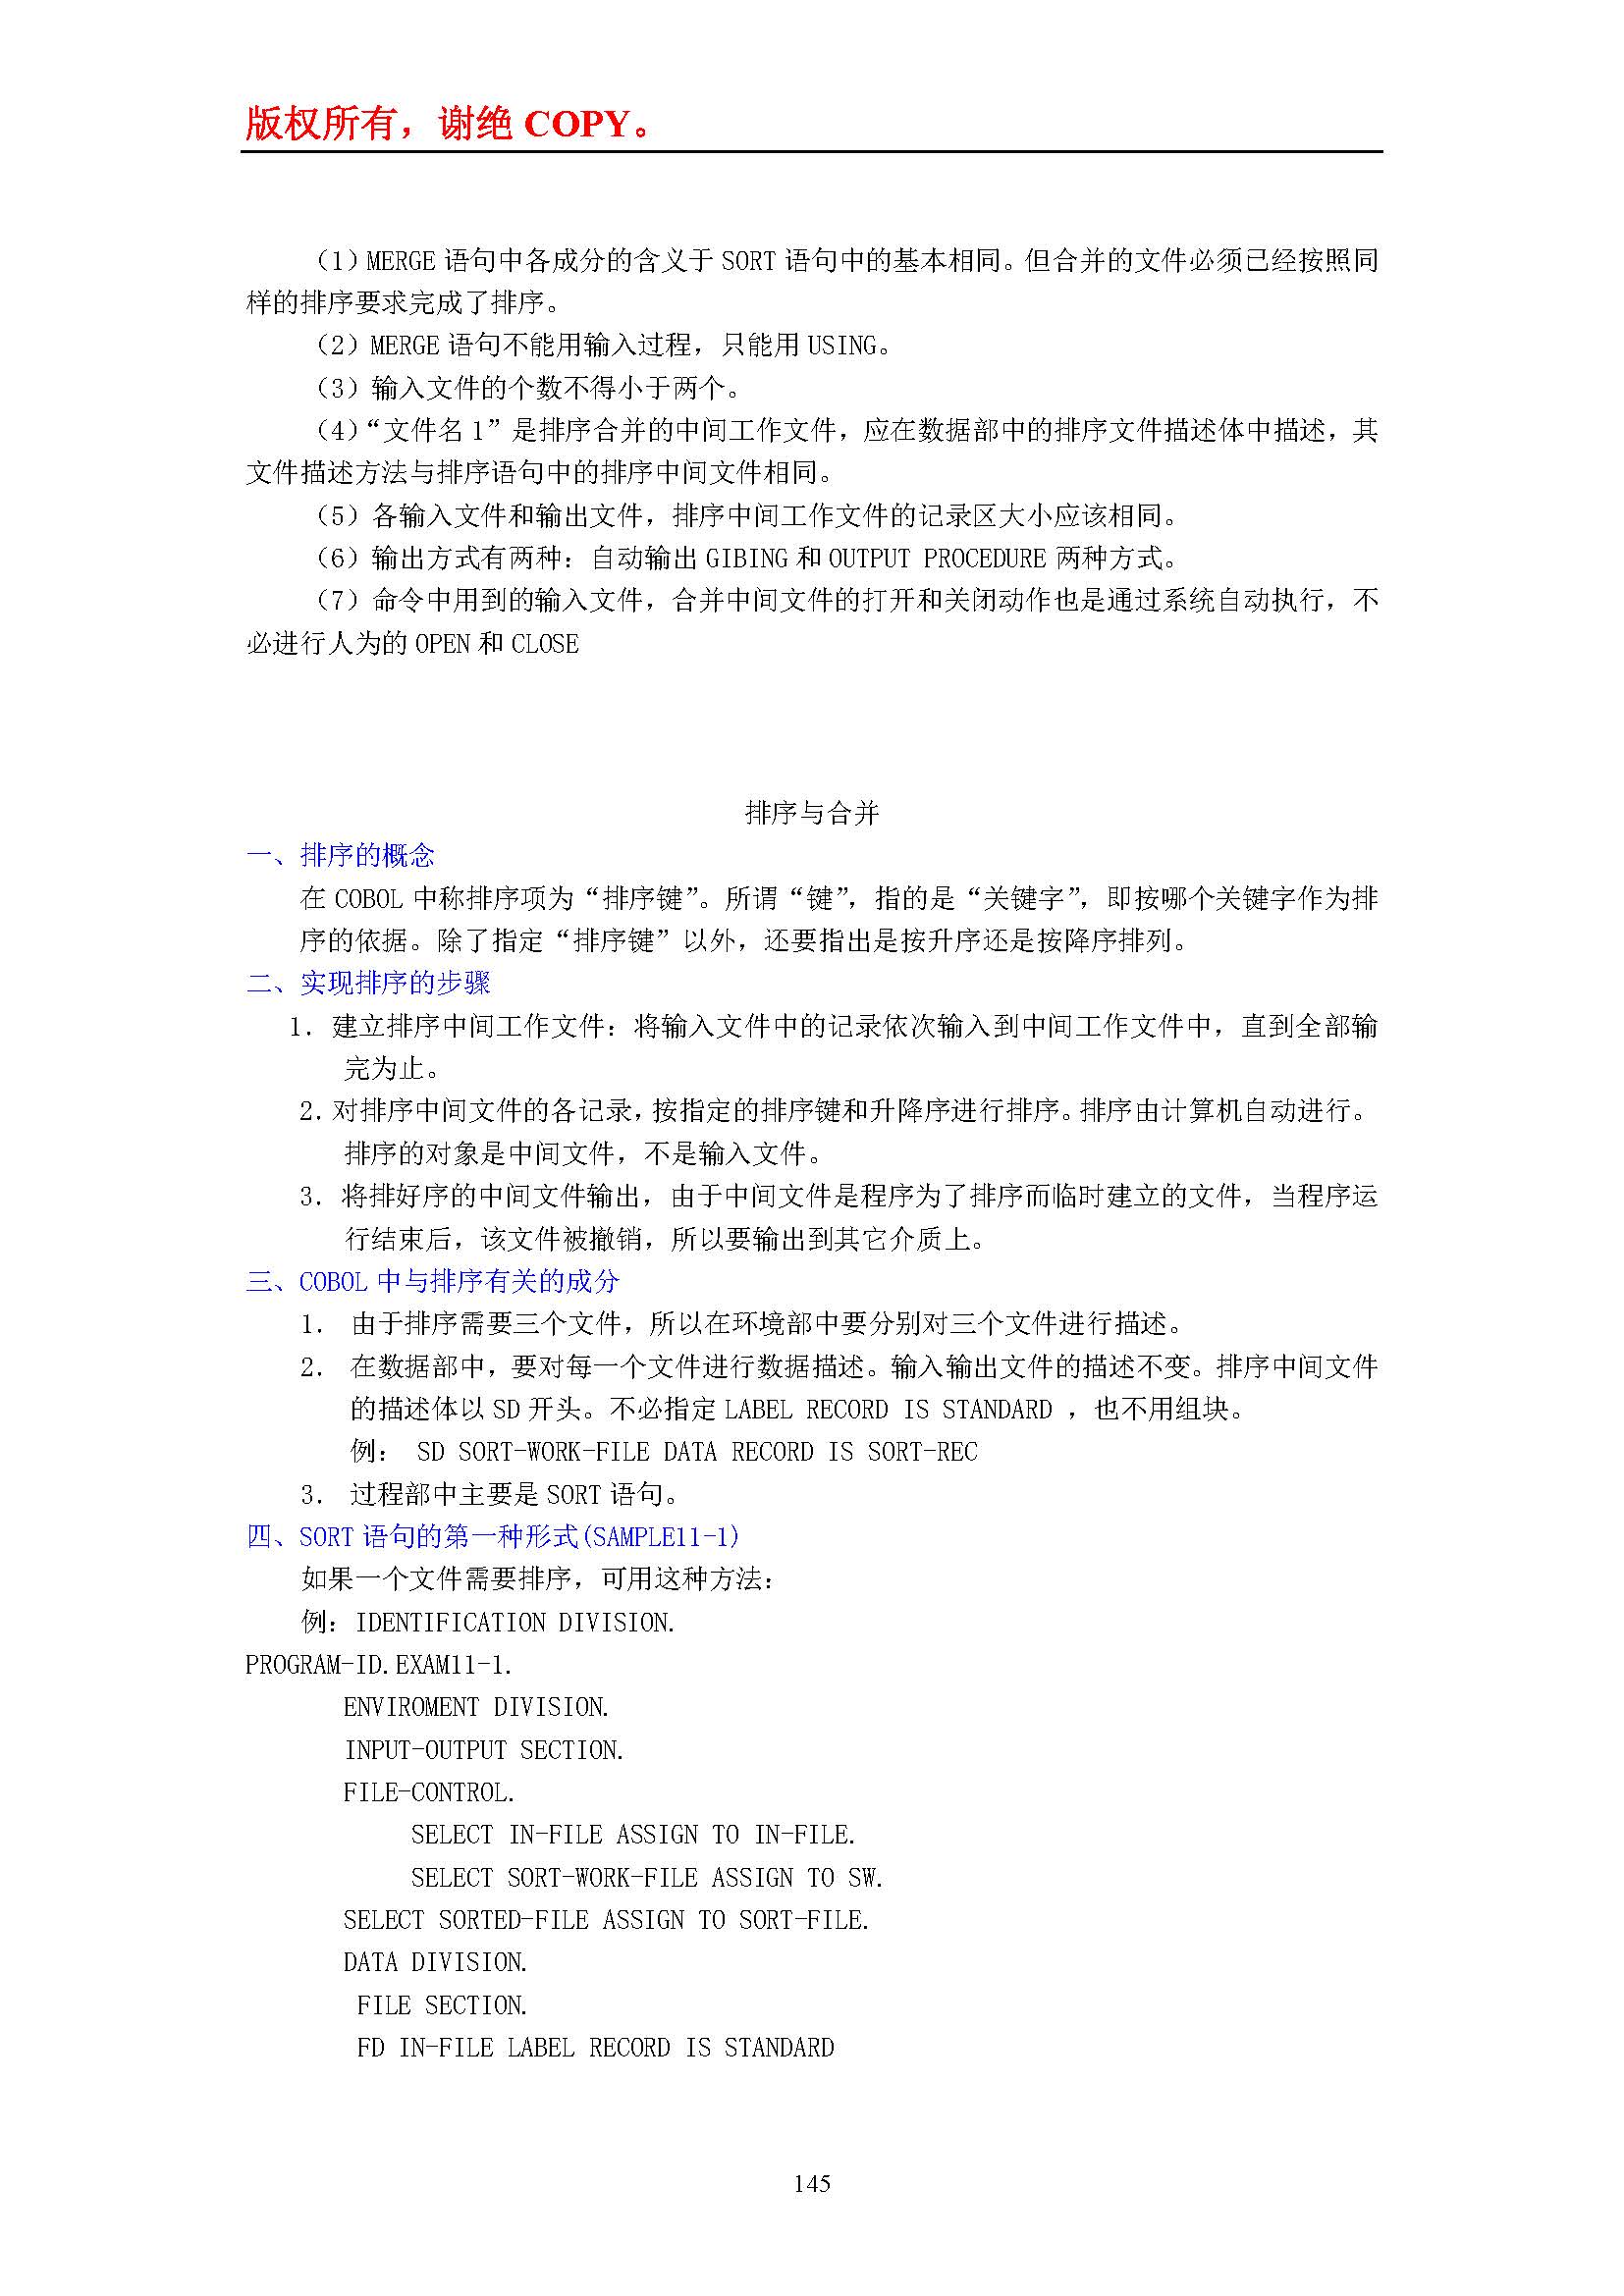 版权所有，谢绝 COPY。
（1）MERGE 语句中各成分的含义于 SORT 语句中的基本相同。但合并的文件必须已经按照同
样的排序要求完成了排序。
（2）MERGE 语句不能用输入过程，只能用 USING。
（3）输入文件的个数不得小于两个。
（4）“文件名 1”是排序合并的中间工作文件，应在数据部中的排序文件描述体中描述，其
文件描述方法与排序语句中的排序中间文件相同。
（5）各输入文件和输出文件，排序中间工作文件的记录区大小应该相同。
（6）输出方式有两种：自动输出 GIBING 和 OUTPUT PROCEDURE 两种方式。
（7）命令中用到的输入文件，合并中间文件的打开和关闭动作也是通过系统自动执行，不
必进行人为的 OPEN 和 CLOSE
排序与合并
一、排序的概念
在 COBOL 中称排序项为“排序键”。所谓“键”，指的是“关键字”，即按哪个关键字作为排
序的依据。除了指定“排序键”以外，还要指出是按升序还是按降序排列。
二、实现排序的步骤
1．建立排序中间工作文件：将输入文件中的记录依次输入到中间工作文件中，直到全部输
完为止。
2．对排序中间文件的各记录，按指定的排序键和升降序进行排序。排序由计算机自动进行。
排序的对象是中间文件，不是输入文件。
3．将排好序的中间文件输出，由于中间文件是程序为了排序而临时建立的文件，当程序运
行结束后，该文件被撤销，所以要输出到其它介质上。
三、COBOL 中与排序有关的成分
1． 由于排序需要三个文件，所以在环境部中要分别对三个文件进行描述。
2． 在数据部中，要对每一个文件进行数据描述。输入输出文件的描述不变。排序中间文件
的描述体以 SD 开头。不必指定 LABEL RECORD IS STANDARD ，也不用组块。
例： SD SORT-WORK-FILE DATA RECORD IS SORT-REC
3． 过程部中主要是 SORT 语句。
四、SORT 语句的第一种形式(SAMPLE11-1)
如果一个文件需要排序，可用这种方法：
例：IDENTIFICATION DIVISION.
PROGRAM-ID.EXAM11-1.
ENVIROMENT DIVISION.
INPUT-OUTPUT SECTION.
FILE-CONTROL.
SELECT IN-FILE ASSIGN TO IN-FILE.
SELECT SORT-WORK-FILE ASSIGN TO SW.
SELECT SORTED-FILE ASSIGN TO SORT-FILE.
DATA DIVISION.
FILE SECTION.
FD IN-FILE LABEL RECORD IS STANDARD
145